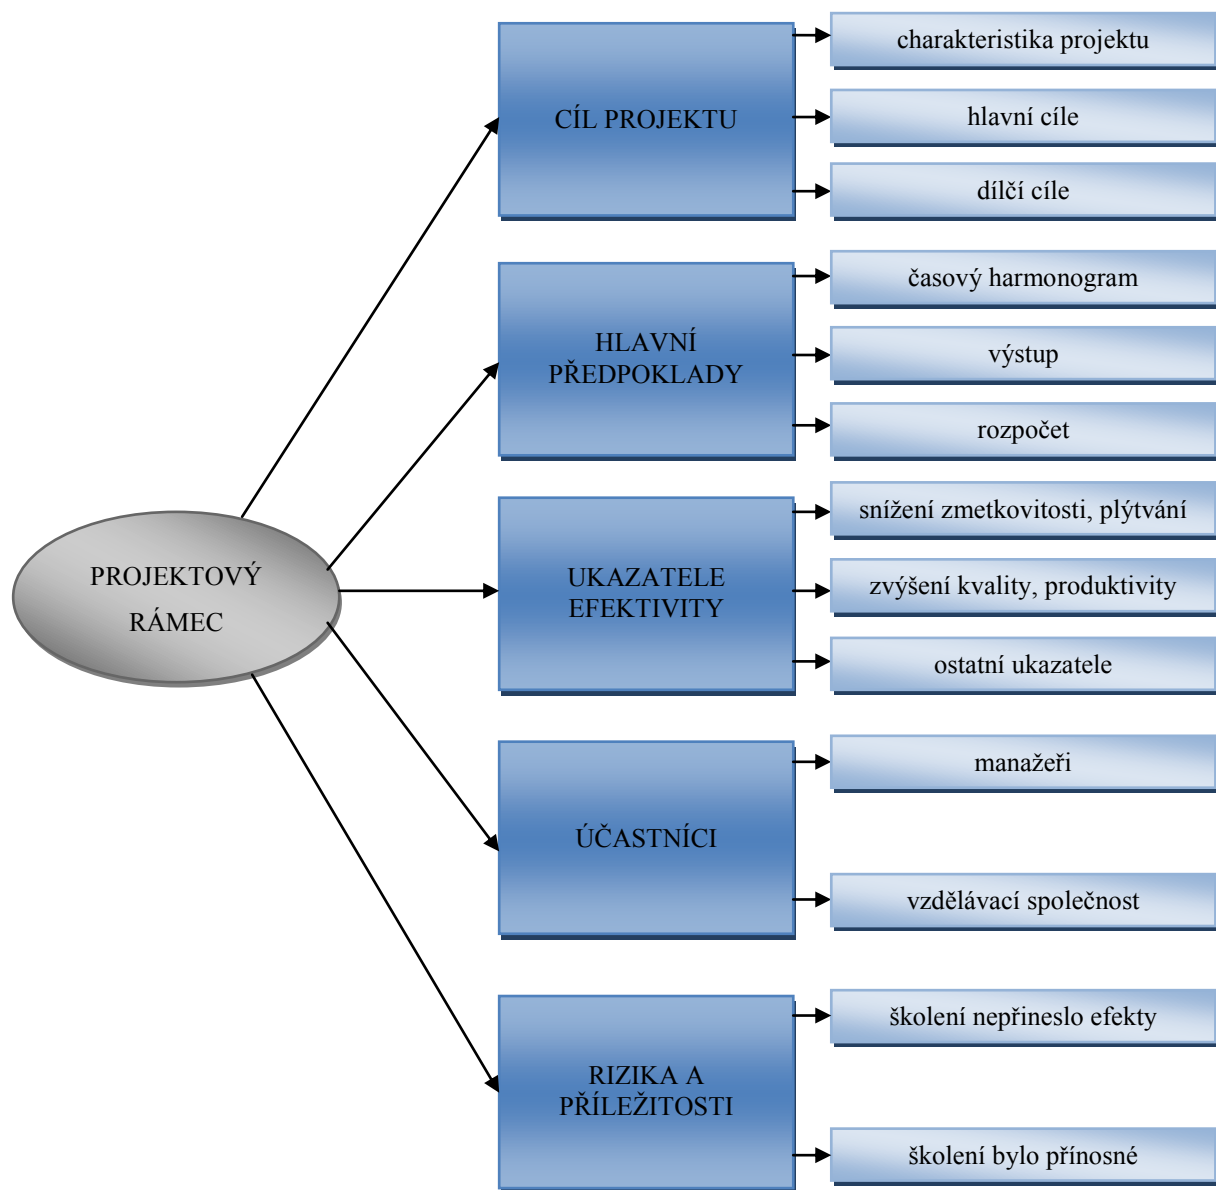 PROJEKTOVÝ
RÁMEC
CÍL PROJEKTU
charakteristika projektu
hlavní cíle
dílčí cíle
HLAVNÍ
PŘEDPOKLADY
časový harmonogram
výstup
rozpočet
UKAZATELE
EFEKTIVITY
snížení zmetkovitosti, plýtvání
zvýšení kvality, produktivity
ostatní ukazatele
ÚČASTNÍCI
manažeři
vzdělávací společnost
RIZIKA A
PŘÍLEŽITOSTI
školení nepřineslo efekty
školení bylo přínosné